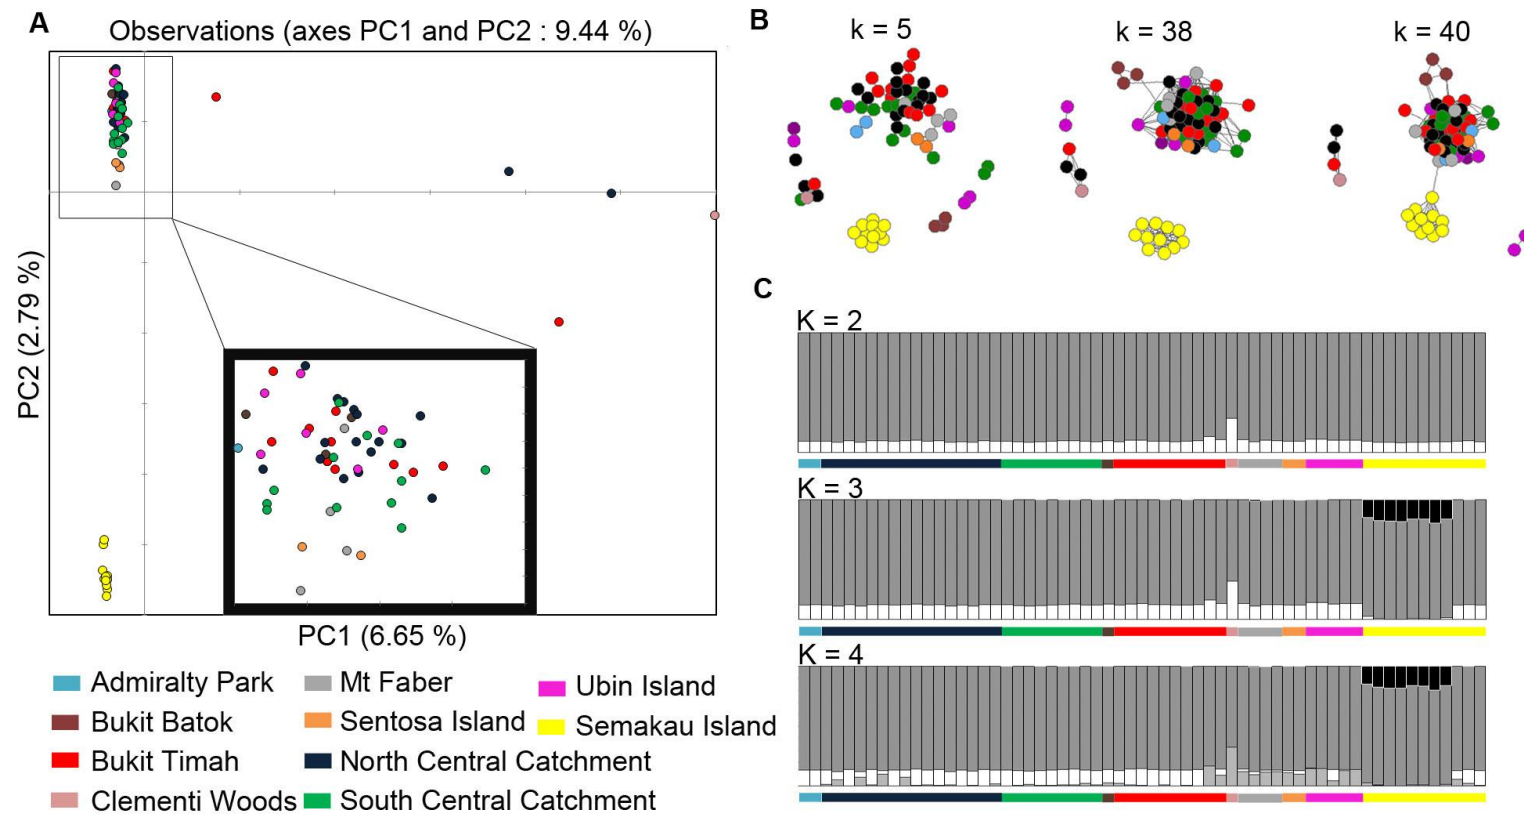 A
Observations (axes PC1 and PC2 : 9.44 %)
PC2 (2.79 %)
PC1 (6.65 %)
Admiralty Park
Bukit Batok
Bukit Timah
Clementi Woods
Mt Faber
Sentosa Island
North Central Catchment
South Central Catchment
Ubin Island
Semakau Island
B
k = 5
k = 38
k = 40
C
K = 2
K = 3
K = 4